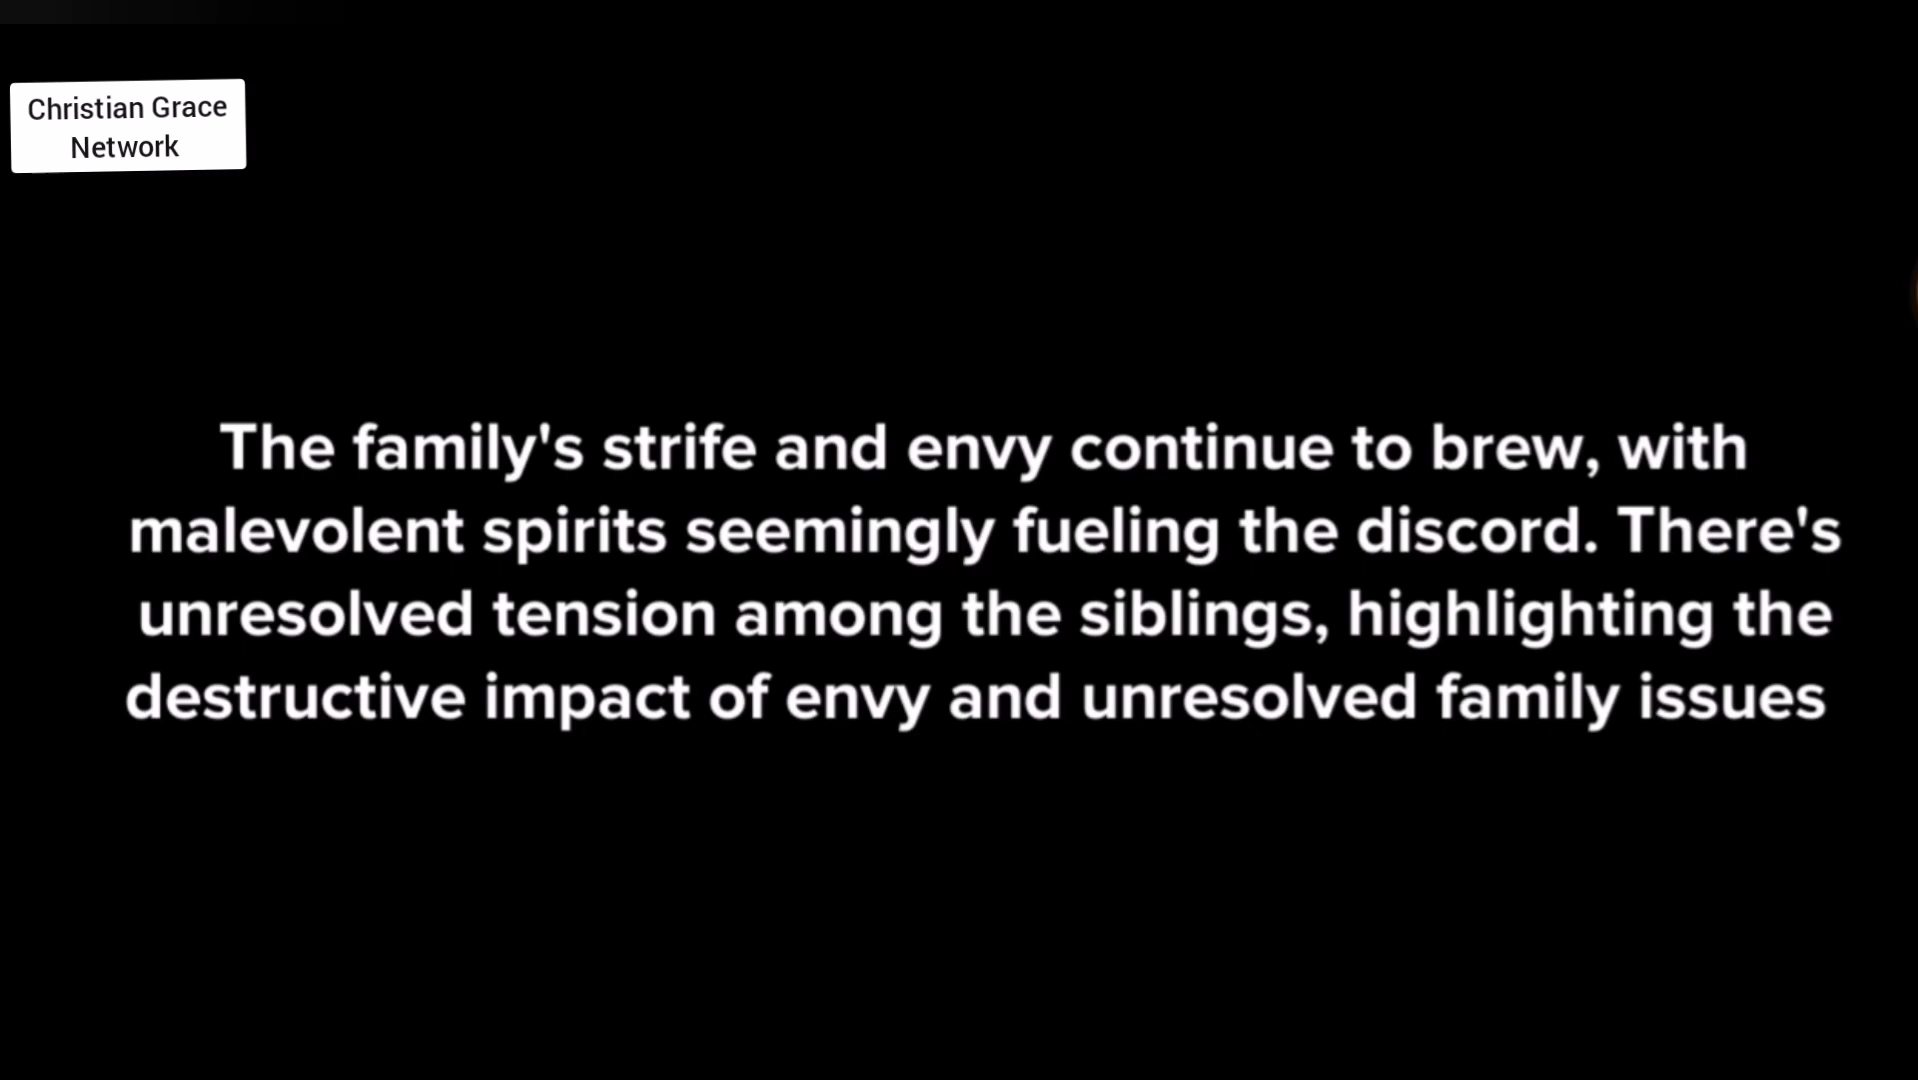 Christian Grace
Network
The family's strife and envy continue to brew, with
malevolent spirits seemingly fueling the discord. There's
unresolved tension among the siblings, highlighting the
destructive impact of envy and unresolved family issues